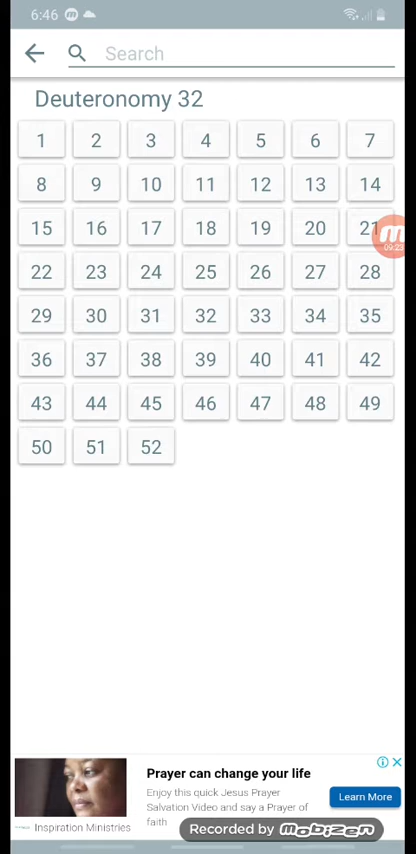 6:46
Search
Deuteronomy 32
1 2 3 4 5 6 7
8 9 10 11 12 13 14
15 16 17 18 19 20 21
m
09:23
22 23 24 25 26 27 28
29 30 31 32 33 34 35
36 37 38 39 40 41 42
43 44 45 46 47 48 49
50 51 52
Prayer can change your life
Enjoy this quick Jesus Prayer
Salvation Video and say a Prayer of
faith
Learn More
Inspiration Ministries
Recorded by mobizen